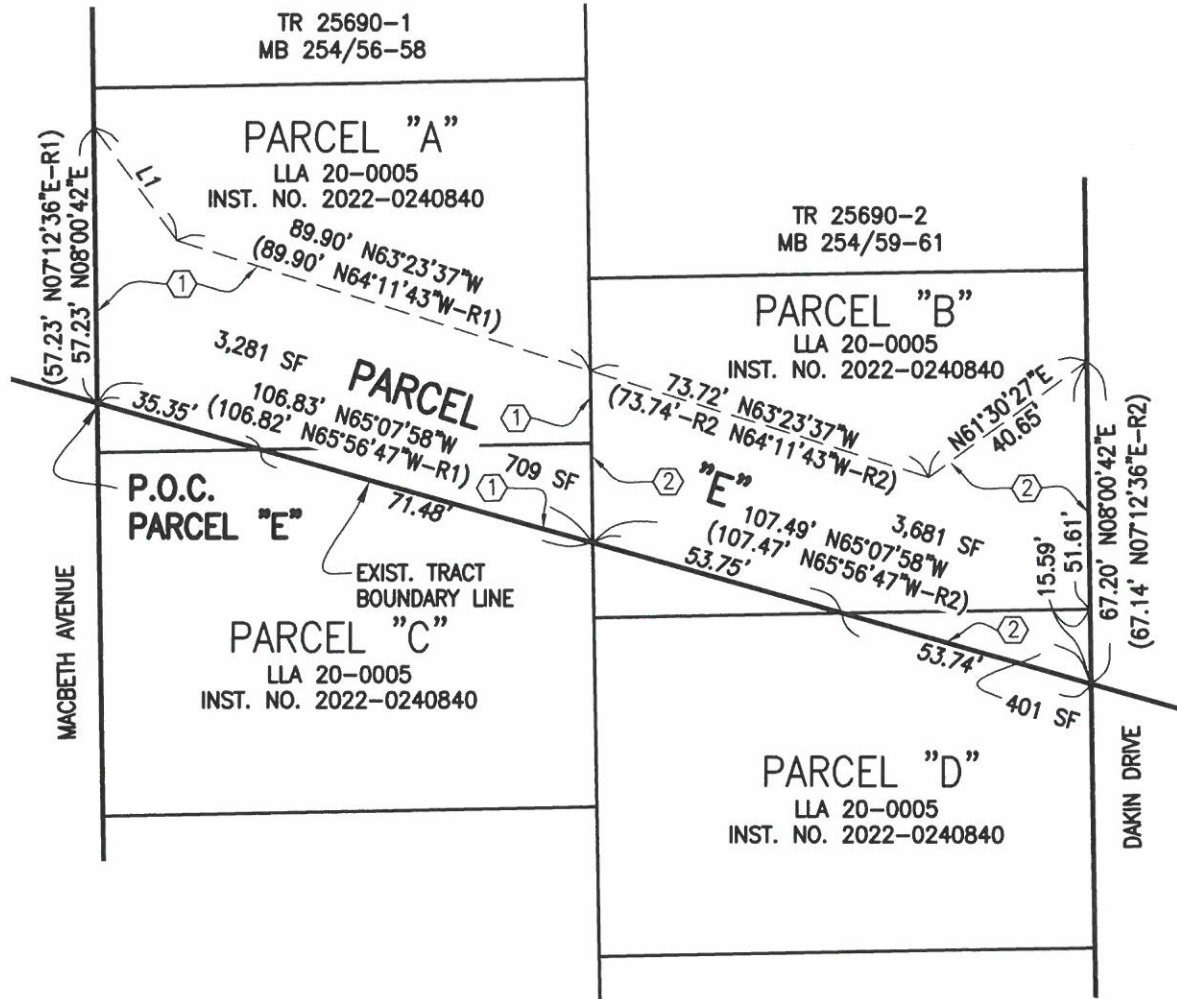 TR 25690-1
MB 254/56-58
PARCEL "A"
LLA 20-0005
INST. NO. 2022-0240840
(57.23' N07°12'36"E-R1)
57.23' N08°00'42"E
L1
89.90' N63°23'37"W
(89.90' N64°11'43"W-R1)
1
TR 25690-2
MB 254/59-61
PARCEL "B"
LLA 20-0005
INST. NO. 2022-0240840
3,281 SF
PARCEL
"E"
106.83' N65°07'58"W
35.35'
(106.82' N65°56'47"W-R1)
71.48'
1
1
709 SF
73.72' N63°23'37"W
(73.74'-R2 N64°11'43"W-R2)
N61°30'27"E
40.65'
2
2
3,681 SF
107.49' N65°07'58"W
(107.47' N65°56'47"W-R2)
53.75'
15.59'
51.61'
67.20' N08°00'42"E
(67.14' N07°12'36"E-R2)
P.O.C.
PARCEL "E"
EXIST. TRACT
BOUNDARY LINE
2
53.74'
401 SF
PARCEL "C"
LLA 20-0005
INST. NO. 2022-0240840
MACBETH AVENUE
PARCEL "D"
LLA 20-0005
INST. NO. 2022-0240840
DAKIN DRIVE